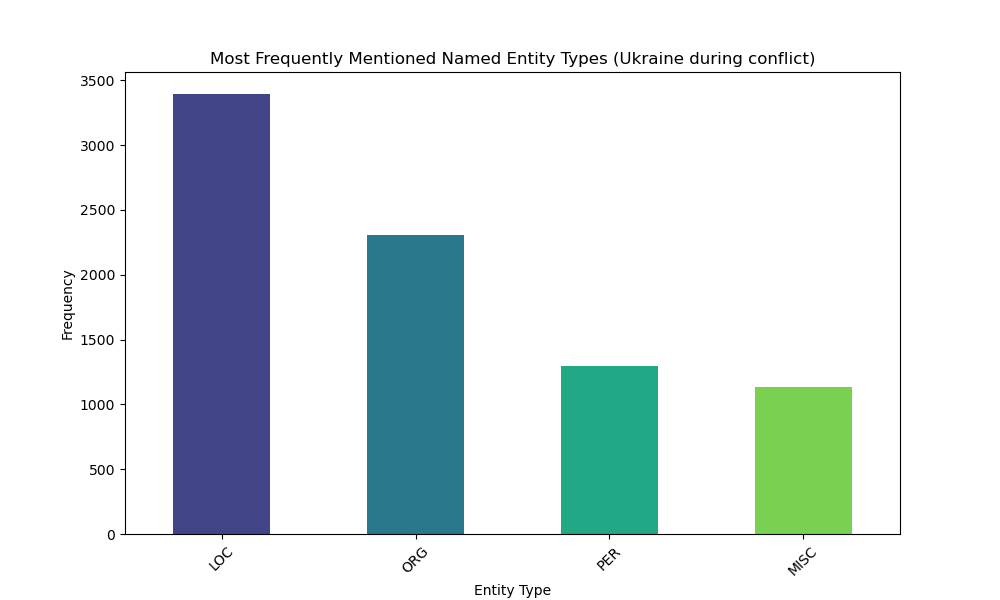 Most Frequently Mentioned Named Entity Types (Ukraine during conflict)
3500
3000
2500
2000
1500
1000
500
0
Frequency
LOC
ORG
PER
MISC
Entity Type